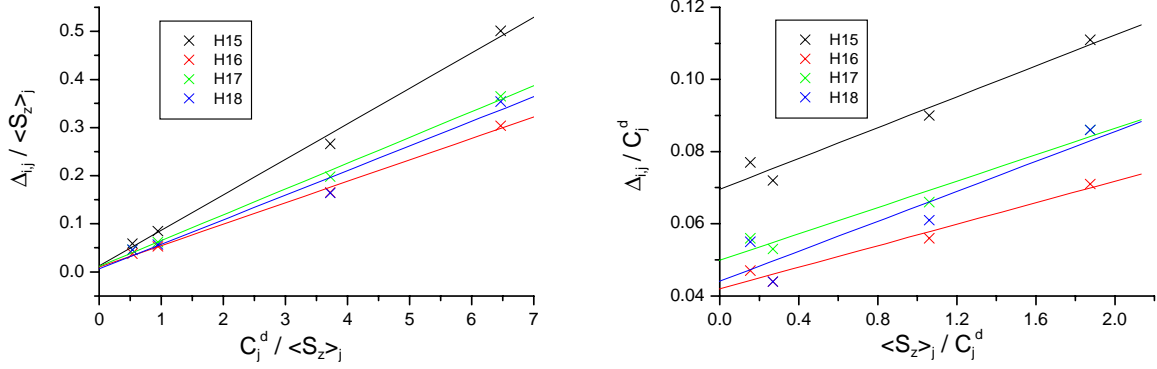 0.5
0.4
0.3
0.2
0.1
0.0
Δi,j / <Sz>j
H15
H16
H17
H18
0 1 2 3 4 5 6 7
Cjd / <Sz>j
0.12
0.10
0.08
0.06
0.04
Δi,j / Cjd
H15
H16
H17
H18
0.0 0.4 0.8 1.2 1.6 2.0
<Sz>j / Cjd